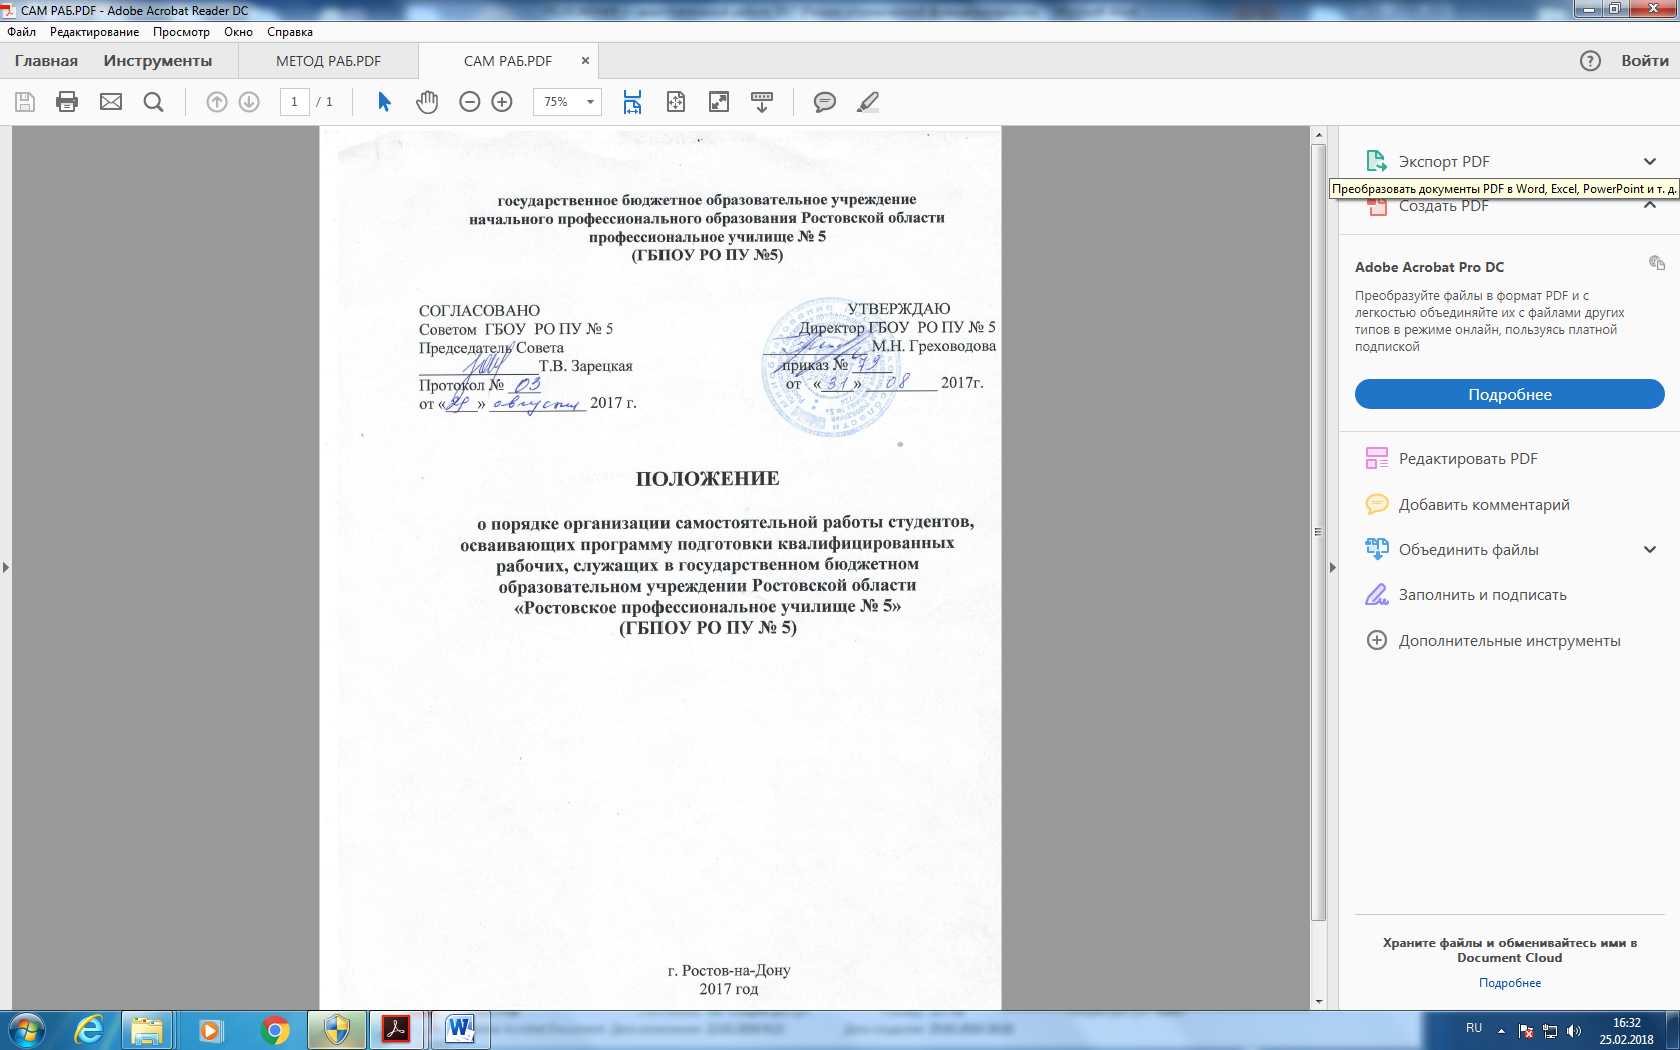 САМ РАБ.PDF - Adobe Acrobat Reader DC
Файл Редактирование Просмотр Окно Справка
Главная Инструменты МЕТОД РАБ.PDF САМ РАБ.PDF × ? Войти
1 / 1 75%
государственное бюджетное образовательное учреждение
начального профессионального образования Ростовской области
профессиональное училище № 5
(ГБПОУ РО ПУ №5)
СОГЛАСОВАНО
Советом ГБОУ РО ПУ № 5
Председатель Совета
Т.В. Зарецкая
Протокол № 03
от «29» августа 2017 г.
УТВЕРЖДАЮ
Директор ГБОУ РО ПУ № 5
М.Н. Греховодова
приказ № 79
от «31» 08 2017г.
ПОЛОЖЕНИЕ
о порядке организации самостоятельной работы студентов,
осваивающих программу подготовки квалифицированных
рабочих, служащих в государственном бюджетном
образовательном учреждении Ростовской области
«Ростовское профессиональное училище № 5»
(ГБПОУ РО ПУ № 5)
г. Ростов-на-Дону
2017 год
Экспорт PDF
Преобразовать документы PDF в Word, Excel, PowerPoint и т. д.
Создать PDF
Adobe Acrobat Pro DC
Преобразуйте файлы в формат PDF и с
легкостью объединяйте их с файлами других
типов в режиме онлайн, пользуясь платной
подпиской
Подробнее
Редактировать PDF
Добавить комментарий
Объединить файлы
Заполнить и подписать
Дополнительные инструменты
Храните файлы и обменивайтесь ими в
Document Cloud
Подробнее
RU 16:32
25.02.2018